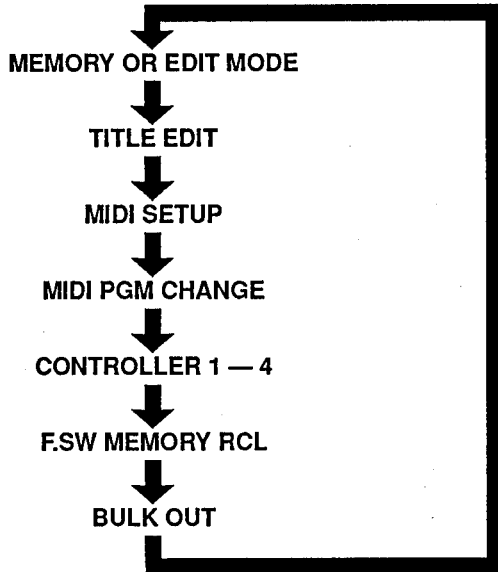 MEMORY OR EDIT MODE
TITLE EDIT
MIDI SETUP
MIDI PGM CHANGE
CONTROLLER 1 — 4
F.SW MEMORY RCL
BULK OUT